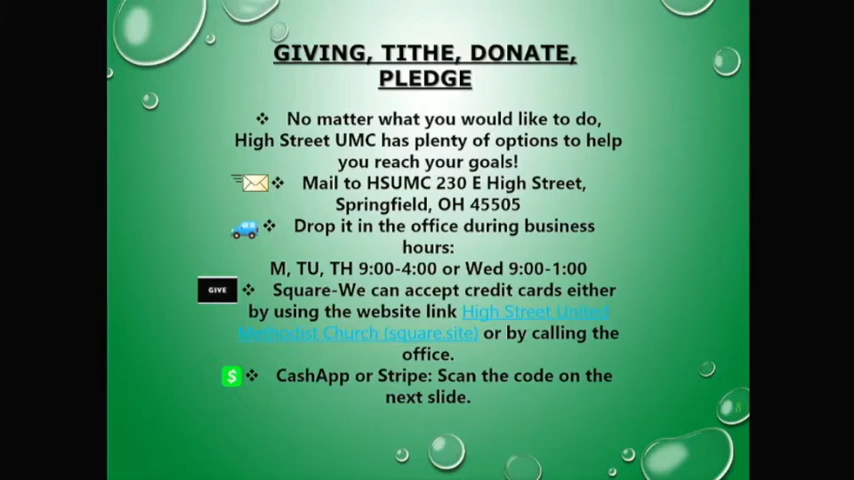 GIVING, TITHE, DONATE,
PLEDGE
❖ No matter what you would like to do,
High Street UMC has plenty of options to help
you reach your goals!
❖ Mail to HSUMC 230 E High Street,
Springfield, OH 45505
❖ Drop it in the office during business
hours:
M, TU, TH 9:00-4:00 or Wed 9:00-1:00
GIVE ❖ Square-We can accept credit cards either
by using the website link High Street United
Methodist Church (square.site) or by calling the
office.
$ ❖ CashApp or Stripe: Scan the code on the
next slide.
8